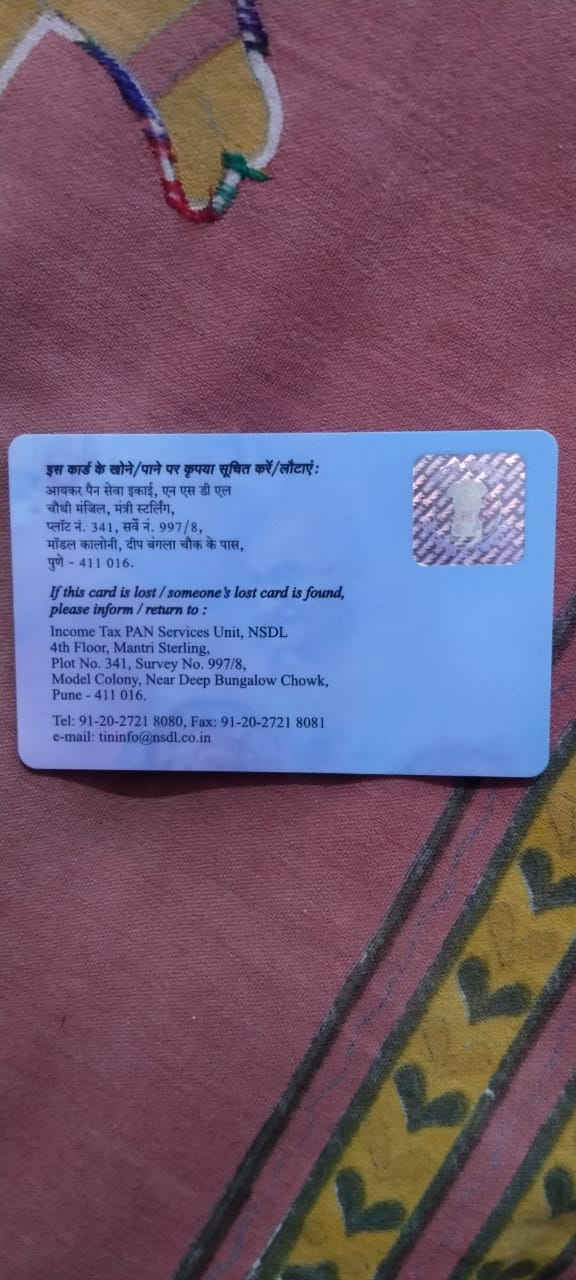 इस कार्ड के खोने/पाने पर कृपया सूचित करें/लौटाएं :
आयकर पैन सेवा इकाई, एन एस डी एल
चौथी मंजिल, मंत्री स्टर्लिंग,
प्लॉट नं. 341, सर्वे नं. 997/8,
मॉडल कालोनी, दीप बंगला चौक के पास,
पुणे - 411 016.
If this card is lost / someone's lost card is found,
please inform / return to :
Income Tax PAN Services Unit, NSDL
4th Floor, Mantri Sterling,
Plot No. 341, Survey No. 997/8,
Model Colony, Near Deep Bungalow Chowk,
Pune - 411 016.
Tel: 91-20-2721 8080, Fax: 91-20-2721 8081
e-mail: tininfo@nsdl.co.in